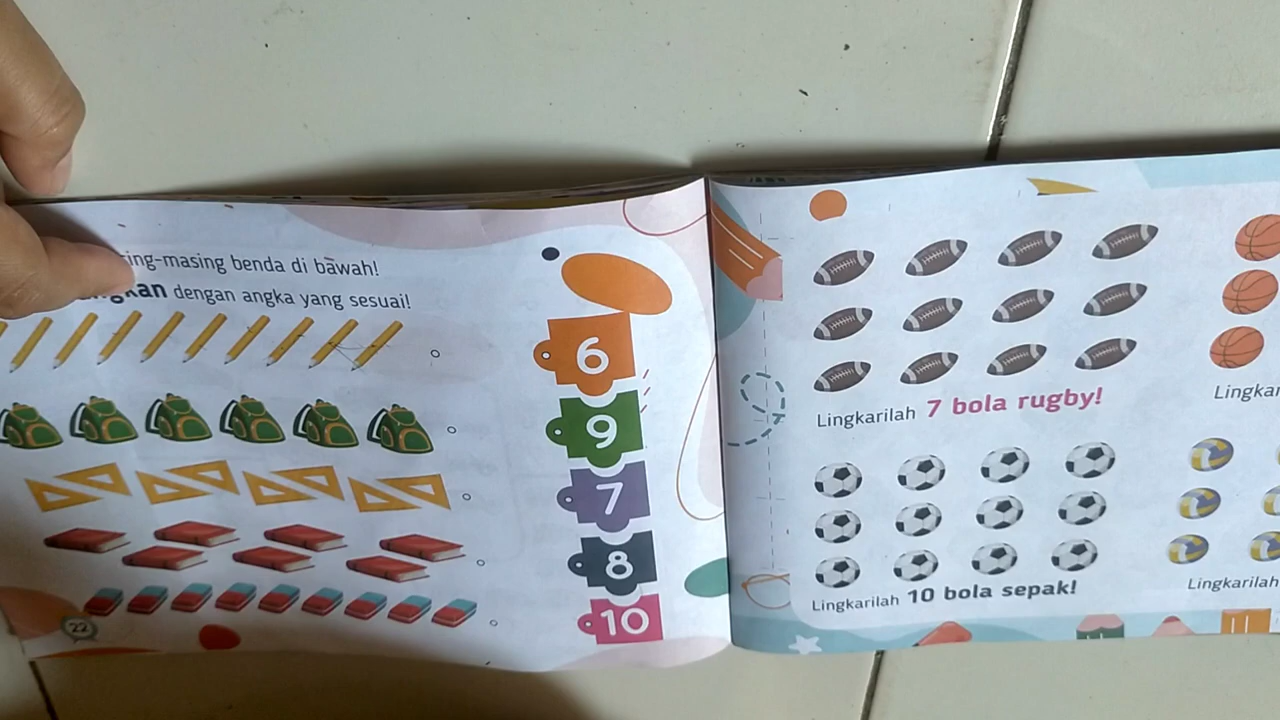 ing-masing benda di bawah!
ngkan dengan angka yang sesuai!
6
9
7
8
10
22
Lingkarilah 7 bola rugby!
Lingkarilah 10 bola sepak!
Lingkar
Lingkarilah